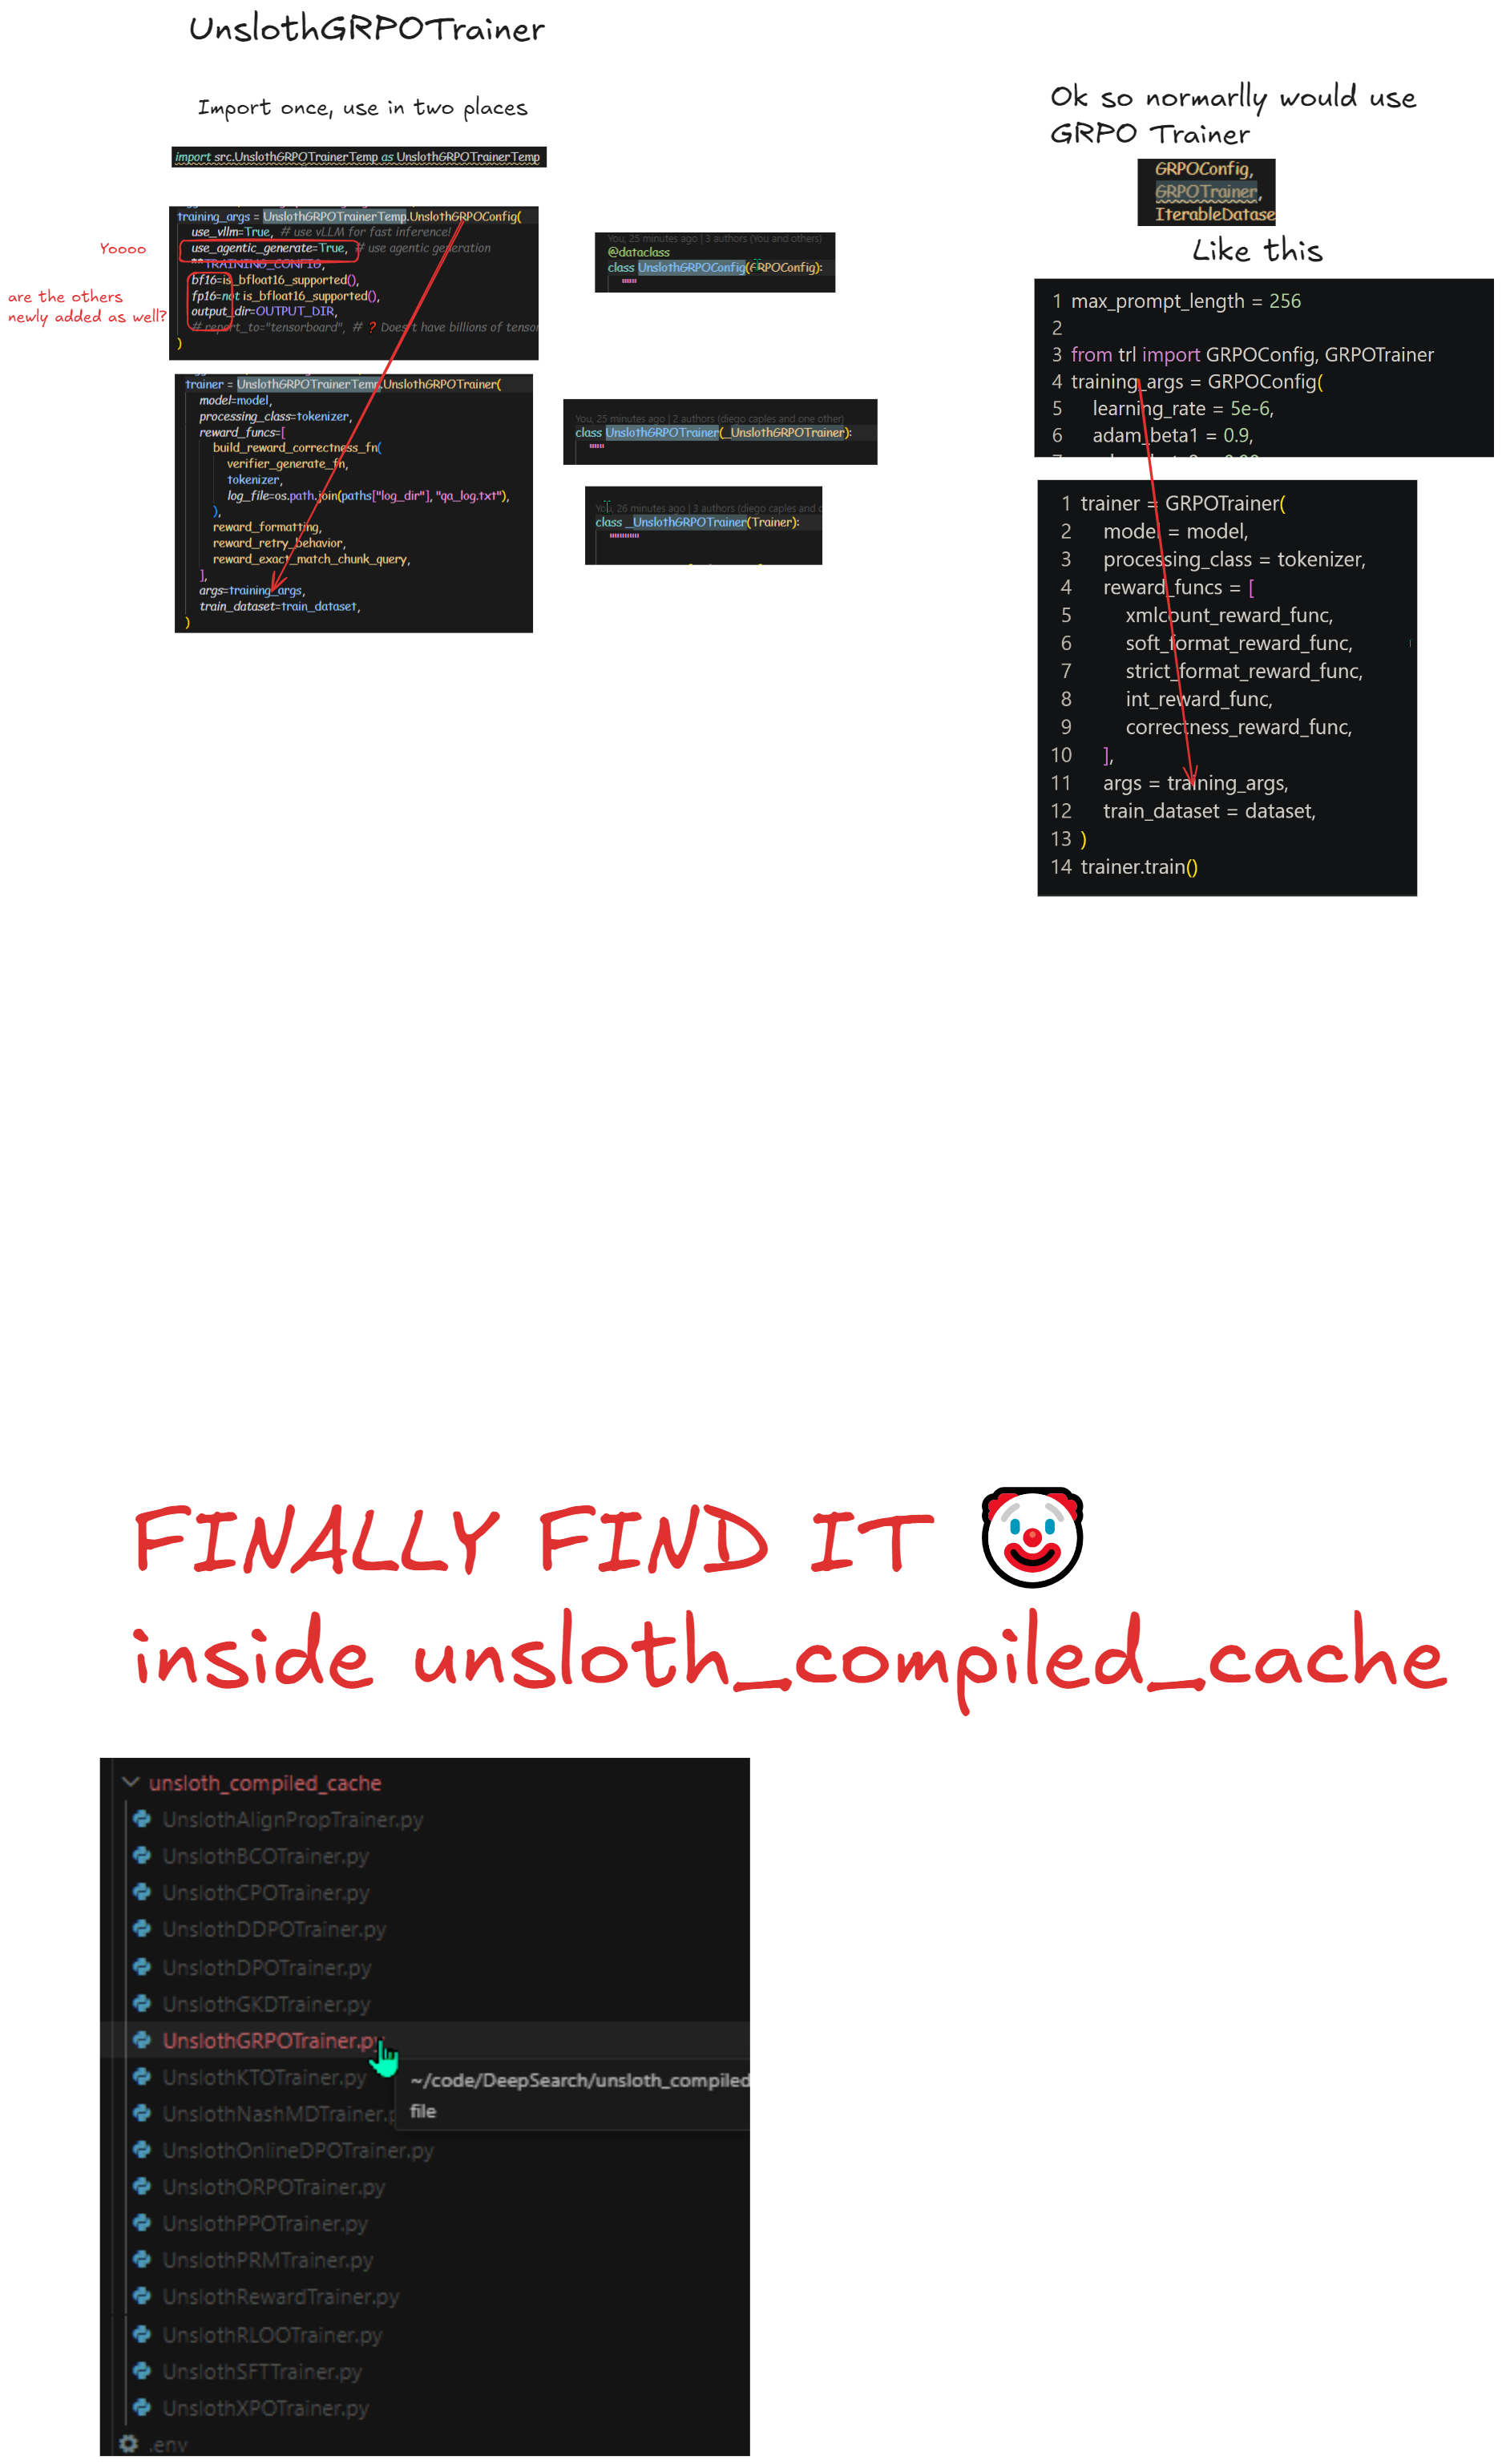 UnslothGRPOTrainer
Import once, use in two places
import src.UnslothGRPOTrainerTemp as UnslothGRPOTrainerTemp
training_args = UnslothGRPOTrainerTemp.UnslothGRPOConfig(
use_vllm=True, # use vLLM for fast inference!
use_agentic_generate=True, # use agentic generation
**TRAINING_CONFIG,
bf16=is_bfloat16_supported(),
fp16=not is_bfloat16_supported(),
output_dir=OUTPUT_DIR,
# report_to="tensorboard", # ❓ Does't have billions of tensor
)
Yoooo
are the others
newly added as well?
trainer = UnslothGRPOTrainerTemp.UnslothGRPOTrainer(
model=model,
processing_class=tokenizer,
reward_funcs=[
build_reward_correctness_fn(
verifier_generate_fn,
tokenizer,
log_file=os.path.join(paths["log_dir"], "qa_log.txt"),
),
reward_formatting,
reward_retry_behavior,
reward_exact_match_chunk_query,
],
args=training_args,
train_dataset=train_dataset,
)
You, 25 minutes ago | 3 authors (You and others)
@dataclass
class UnslothGRPOConfig(GRPOConfig):
"""
You, 25 minutes ago | 2 authors (diego caples and one other)
class UnslothGRPOTrainer(_UnslothGRPOTrainer):
"""
You, 26 minutes ago | 3 authors (diego caples and o
class _UnslothGRPOTrainer(Trainer):
""""""
Ok so normarlly would use
GRPO Trainer
GRPOConfig,
GRPOTrainer,
IterableDatase
Like this
1 max_prompt_length = 256
2
3 from trl import GRPOConfig, GRPOTrainer
4 training_args = GRPOConfig(
5 learning_rate = 5e-6,
6 adam_beta1 = 0.9,
1 trainer = GRPOTrainer(
2 model = model,
3 processing_class = tokenizer,
4 reward_funcs = [
5 xmlcount_reward_func,
6 soft_format_reward_func,
7 strict_format_reward_func,
8 int_reward_func,
9 correctness_reward_func,
10 ],
11 args = training_args,
12 train_dataset = dataset,
13 )
14 trainer.train()
FINALLY FIND IT 🤡
inside unsloth_compiled_cache
unsloth_compiled_cache
UnslothAlignPropTrainer.py
UnslothBCOTrainer.py
UnslothCPOTrainer.py
UnslothDDPOTrainer.py
UnslothDPOTrainer.py
UnslothGKDTrainer.py
UnslothGRPOTrainer.py
UnslothKTOTrainer.py
~/code/DeepSearch/unsloth_compiled
file
UnslothNashMDTrainer.p
UnslothOnlineDPOTrainer.py
UnslothORPOTrainer.py
UnslothPPOTrainer.py
UnslothPRMTrainer.py
UnslothRewardTrainer.py
UnslothRLOOTrainer.py
UnslothSFTTrainer.py
UnslothXPOTrainer.py
.env